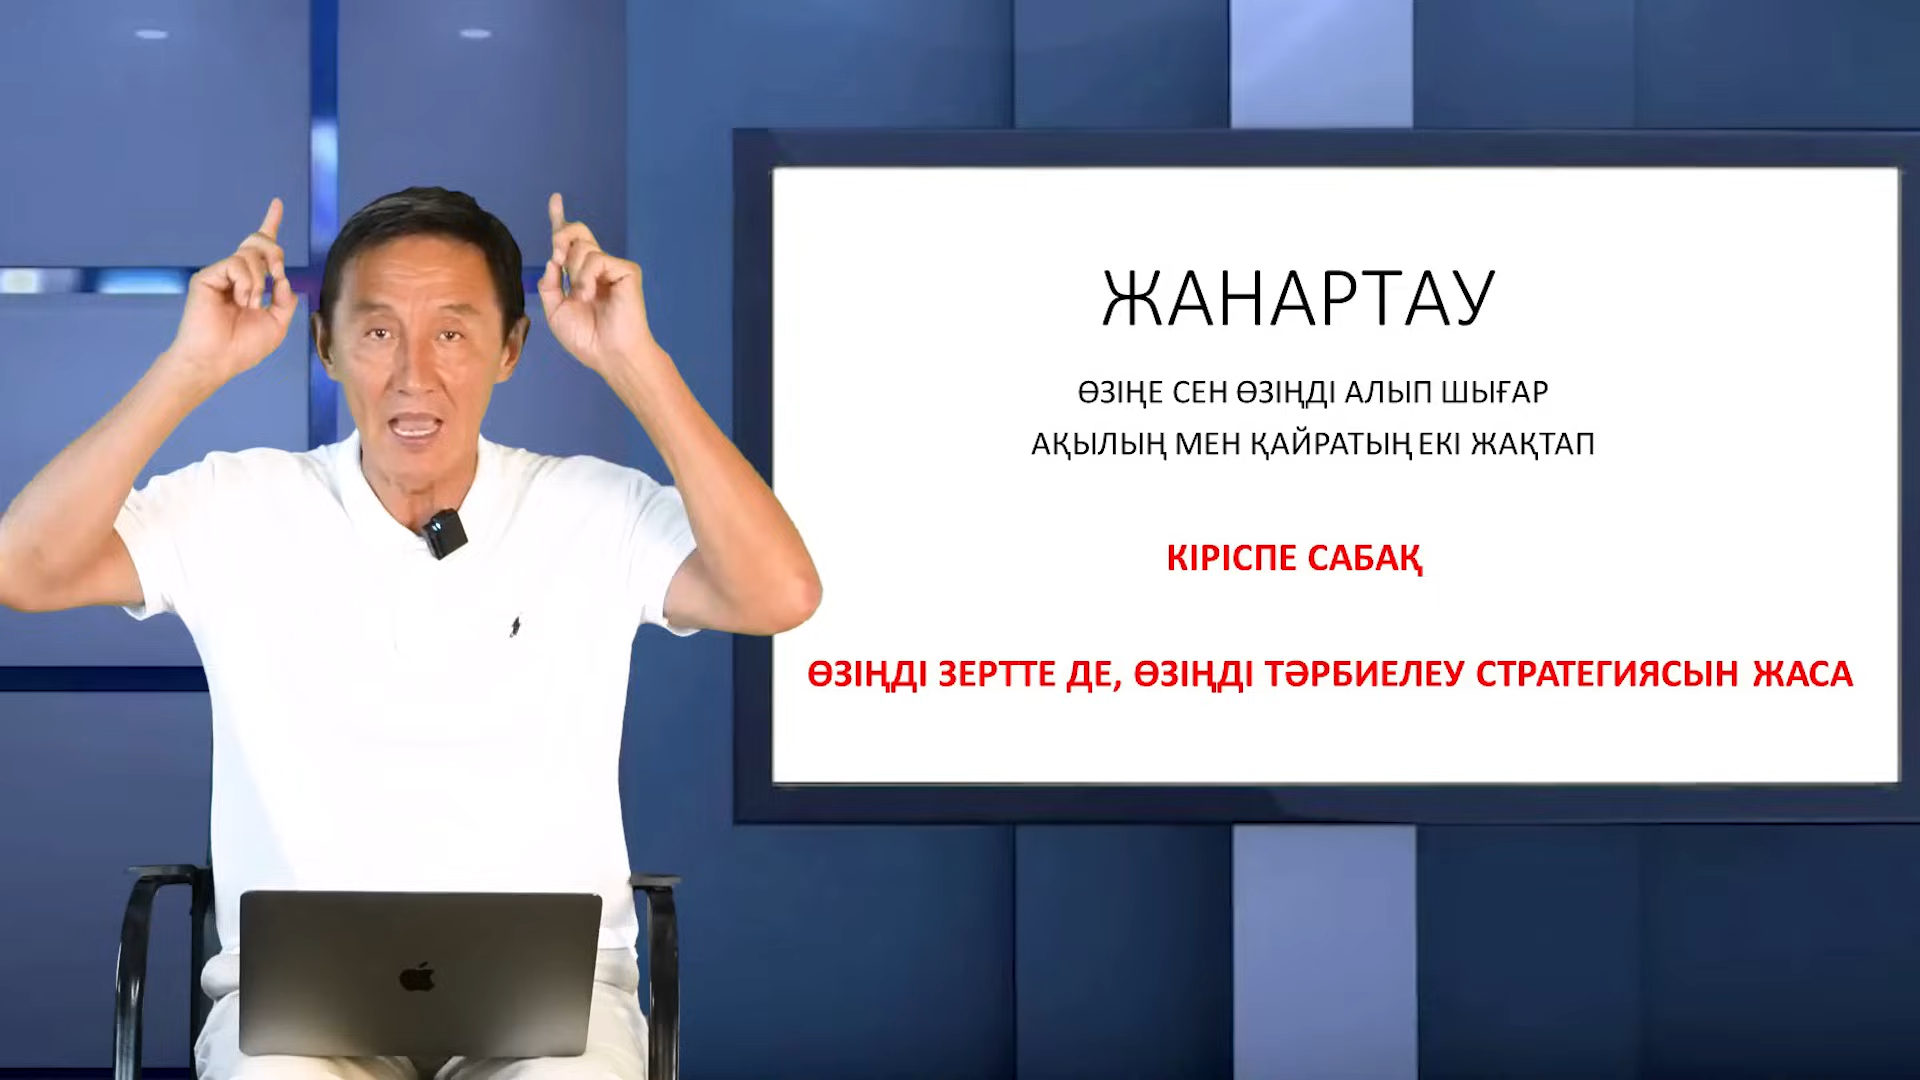 ЖАНАРТАУ
ӨЗІҢЕ СЕН ӨЗІҢДІ АЛЫП ШЫҒАР
АҚЫЛЫҢ МЕН ҚАЙРАТЫҢ ЕКІ ЖАҚТАП
КІРІСПЕ САБАҚ
ӨЗІҢДІ ЗЕРТТЕ ДЕ, ӨЗІҢДІ ТӘРБИЕЛЕУ СТРАТЕГИЯСЫН ЖАСА